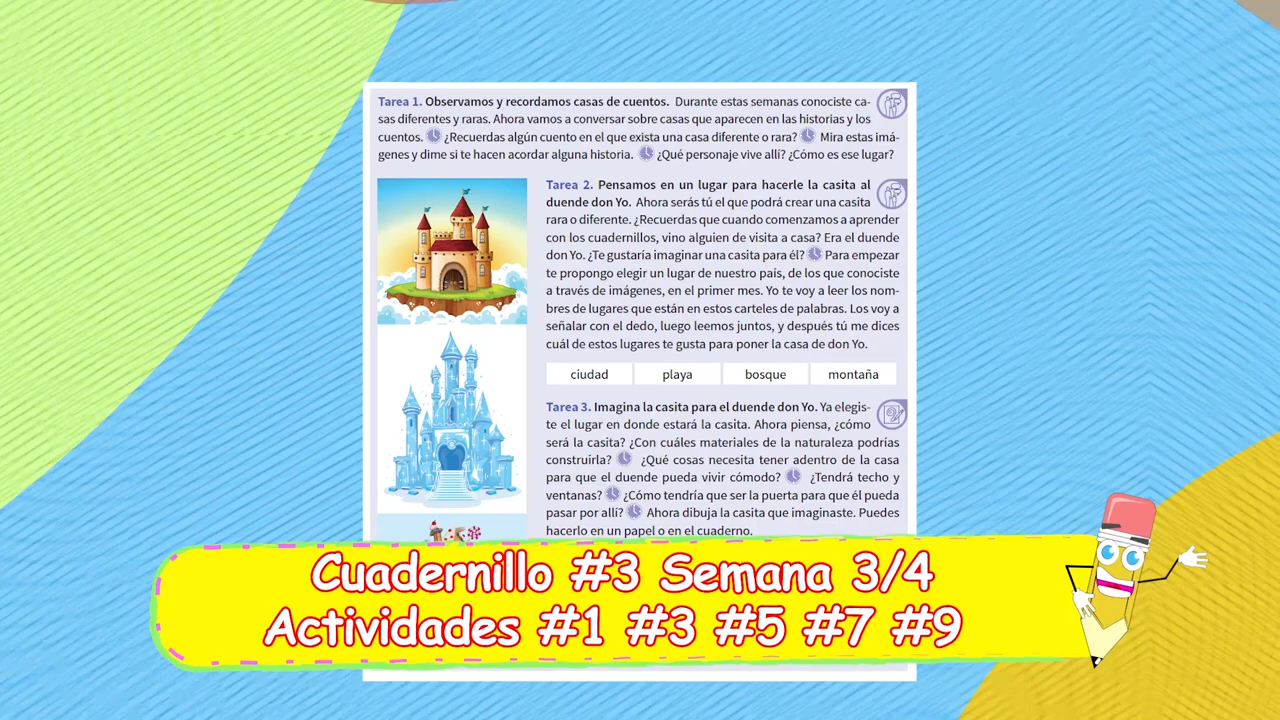 Tarea 1. Observamos y recordamos casas de cuentos. Durante estas semanas conociste ca-
sas diferentes y raras. Ahora vamos a conversar sobre casas que aparecen en las historias y los
cuentos. ¿Recuerdas algún cuento en el que exista una casa diferente o rara? Mira estas imá-
genes y dime si te hacen acordar alguna historia. ¿Qué personaje vive allí? ¿Cómo es ese lugar?
Tarea 2. Pensamos en un lugar para hacerle la casita al
duende don Yo. Ahora serás tú el que podrá crear una casita
rara o diferente. ¿Recuerdas que cuando comenzamos a aprender
con los cuadernillos, vino alguien de visita a casa? Era el duende
don Yo. ¿Te gustaría imaginar una casita para él? Para empezar
te propongo elegir un lugar de nuestro país, de los que conociste
a través de imágenes, en el primer mes. Yo te voy a leer los nom-
bres de lugares que están en estos carteles de palabras. Los voy a
señalar con el dedo, luego leemos juntos, y después tú me dices
cuál de estos lugares te gusta para poner la casa de don Yo.
ciudad playa bosque montaña
Tarea 3. Imagina la casita para el duende don Yo. Ya elegis-
te el lugar en donde estará la casita. Ahora piensa, ¿cómo
será la casita? ¿Con cuáles materiales de la naturaleza podrías
construirla? ¿Qué cosas necesita tener adentro de la casa
para que el duende pueda vivir cómodo? ¿Tendrá techo y
ventanas? ¿Cómo tendría que ser la puerta para que él pueda
pasar por allí? Ahora dibuja la casita que imaginaste. Puedes
hacerlo en un papel o en el cuaderno.
Cuadernillo #3 Semana 3/4
Actividades #1 #3 #5 #7 #9